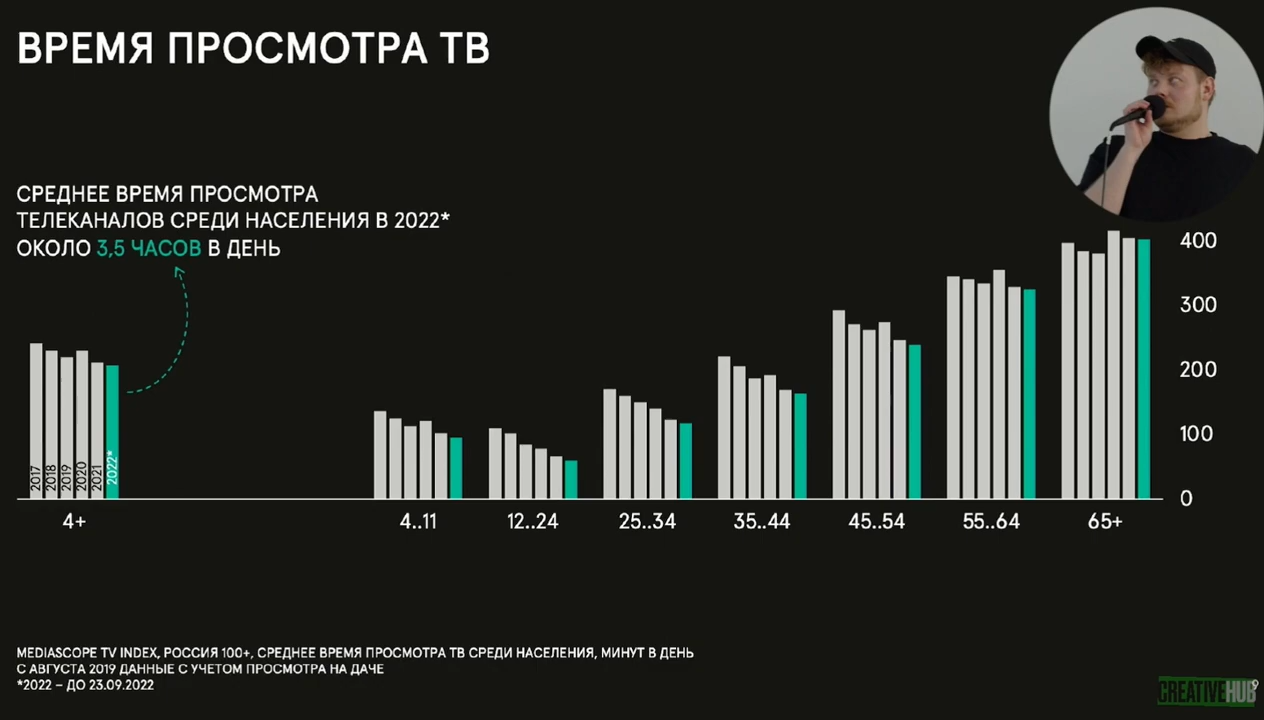 ВРЕМЯ ПРОСМОТРА ТВ
СРЕДНЕЕ ВРЕМЯ ПРОСМОТРА
ТЕЛЕКАНАЛОВ СРЕДИ НАСЕЛЕНИЯ В 2022*
ОКОЛО 3,5 ЧАСОВ В ДЕНЬ
400
300
200
100
0
2017
2018
2019
2020
2021
2022*
4+
4..11
12..24
25..34
35..44
45..54
55..64
65+
MEDIASCOPE TV INDEX, РОССИЯ 100+, СРЕДНЕЕ ВРЕМЯ ПРОСМОТРА ТВ СРЕДИ НАСЕЛЕНИЯ, МИНУТ В ДЕНЬ
С АВГУСТА 2019 ДАННЫЕ С УЧЕТОМ ПРОСМОТРА НА ДАЧЕ
*2022 – ДО 23.09.2022
CREATIVEHUB
9